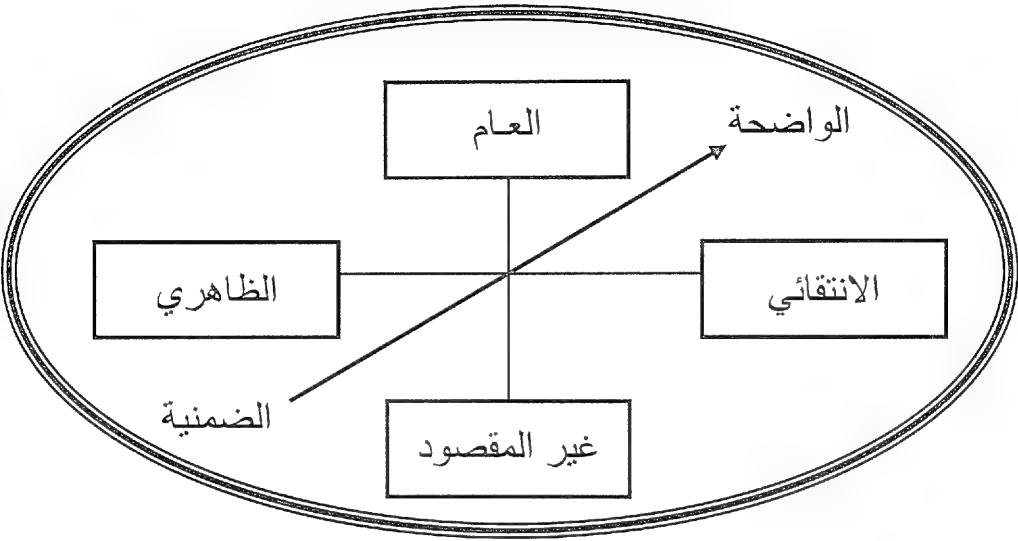 العام
الواضحة
الانتقائي
الظاهري
الضمنية
غير المقصود